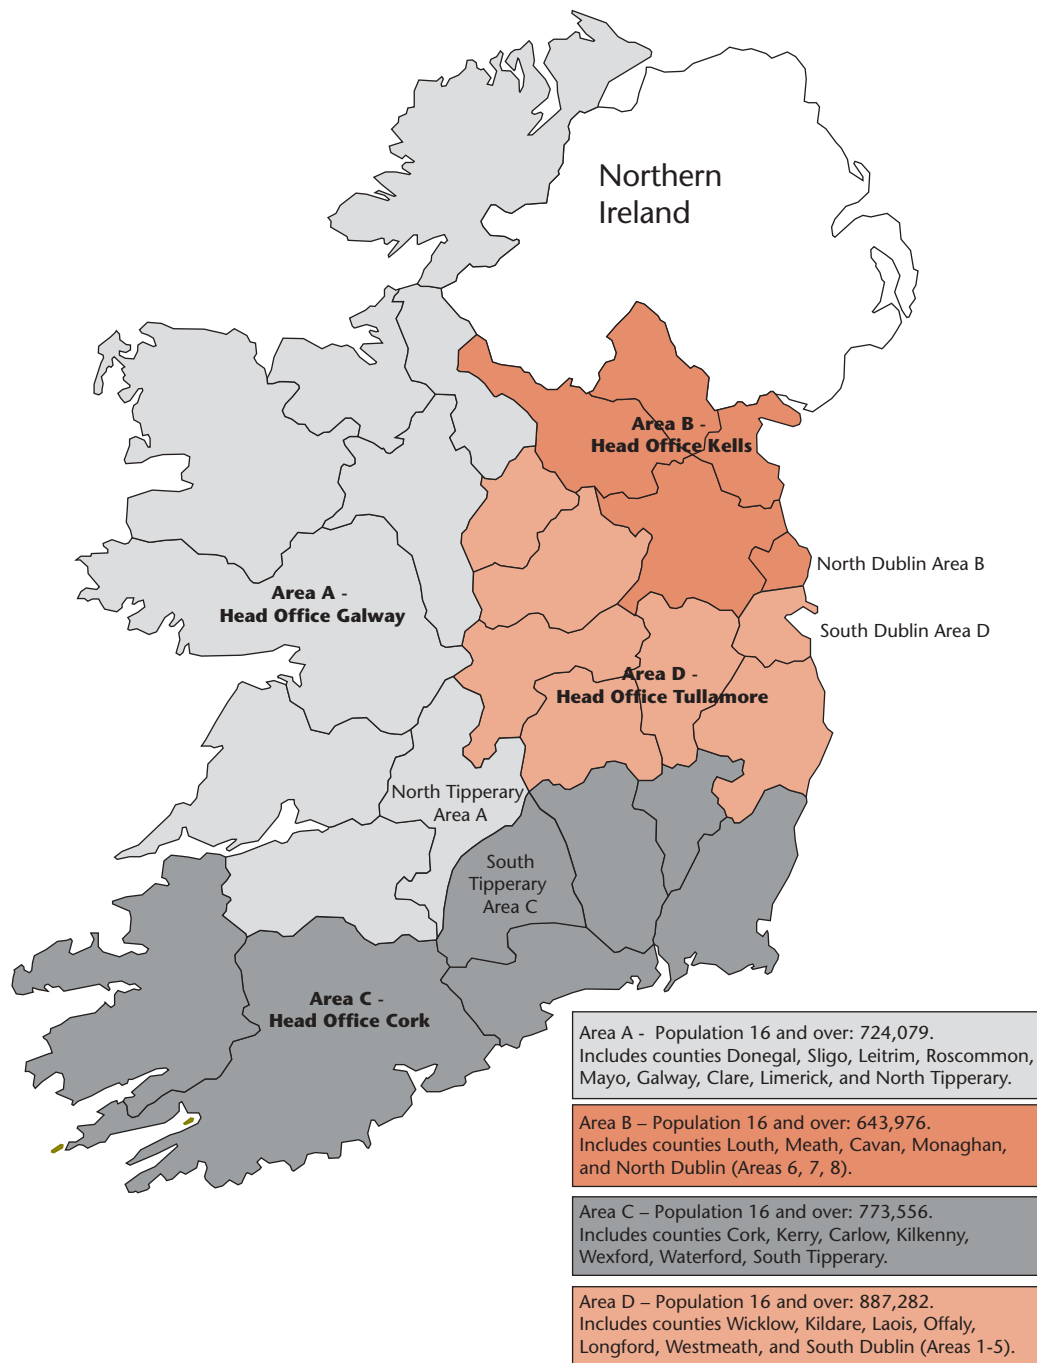 Northern
Ireland
Area B -
Head Office Kells
North Dublin Area B
Area A -
Head Office Galway
South Dublin Area D
Area D -
Head Office Tullamore
North Tipperary
Area A
South
Tipperary
Area C
Area C -
Head Office Cork
Area A - Population 16 and over: 724,079.
Includes counties Donegal, Sligo, Leitrim, Roscommon,
Mayo, Galway, Clare, Limerick, and North Tipperary.
Area B – Population 16 and over: 643,976.
Includes counties Louth, Meath, Cavan, Monaghan,
and North Dublin (Areas 6, 7, 8).
Area C – Population 16 and over: 773,556.
Includes counties Cork, Kerry, Carlow, Kilkenny,
Wexford, Waterford, South Tipperary.
Area D – Population 16 and over: 887,282.
Includes counties Wicklow, Kildare, Laois, Offaly,
Longford, Westmeath, and South Dublin (Areas 1-5).